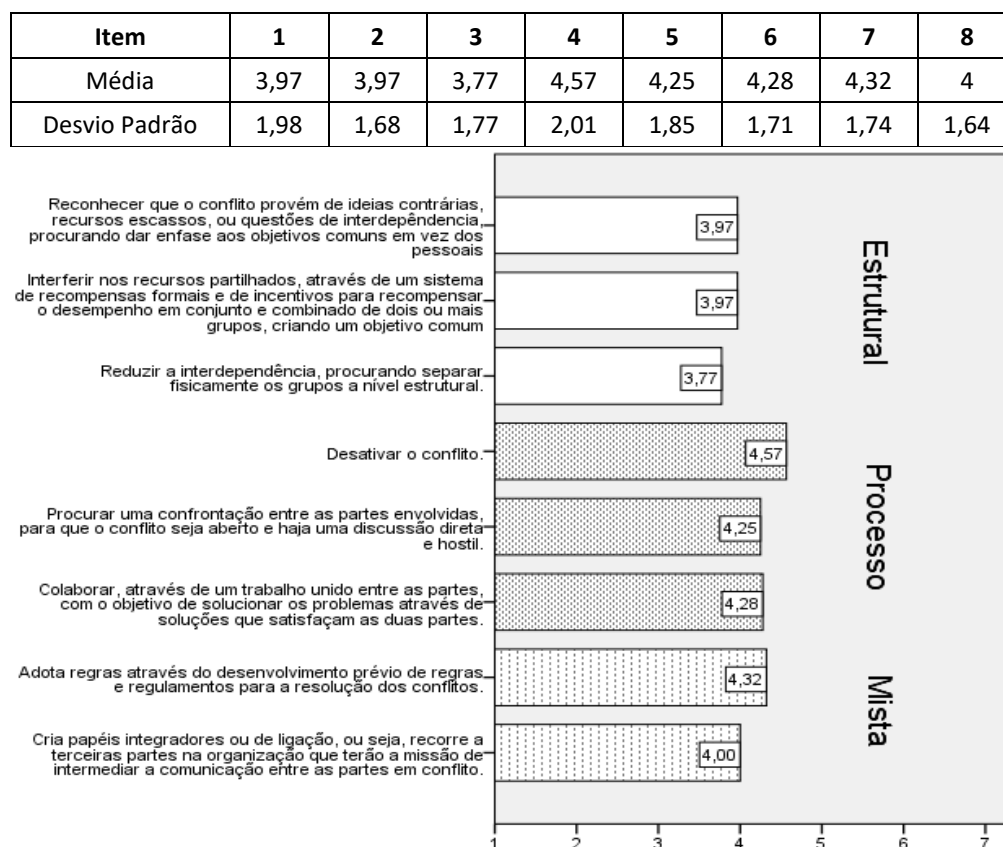 Item 1 2 3 4 5 6 7 8
Média 3,97 3,97 3,77 4,57 4,25 4,28 4,32 4
Desvio Padrão 1,98 1,68 1,77 2,01 1,85 1,71 1,74 1,64
Reconhecer que o conflito provém de ideias contrárias,
recursos escassos, ou questões de interdepêndencia,
procurando dar enfase aos objetivos comuns em vez dos
pessoais
3,97
Interferir nos recursos partilhados, através de um sistema
de recompensas formais e de incentivos para recompensar
o desempenho em conjunto e combinado de dois ou mais
grupos, criando um objetivo comum
3,97
Reduzir a interdependência, procurando separar
fisicamente os grupos a nível estrutural.
3,77
Estrutural
Desativar o conflito.
4,57
Procurar uma confrontação entre as partes envolvidas,
para que o conflito seja aberto e haja uma discussão direta
e hostil.
4,25
Colaborar, através de um trabalho unido entre as partes,
com o objetivo de solucionar os problemas através de
soluções que satisfaçam as duas partes.
4,28
Processo
Adota regras através do desenvolvimento prévio de regras
e regulamentos para a resolução dos conflitos.
4,32
Cria papéis integradores ou de ligação, ou seja, recorre a
terceiras partes na organização que terão a missão de
intermediar a comunicação entre as partes em conflito.
4,00
Mista
1 2 3 4 5 6 7